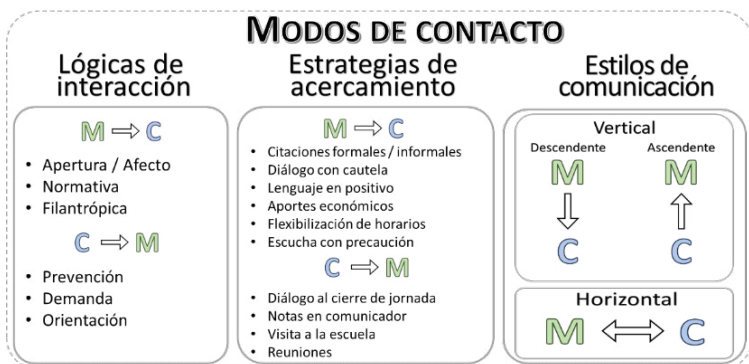 MODOS DE CONTACTO
Lógicas de
interacción
M ⇨ C
• Apertura / Afecto
• Normativa
• Filantrópica
C ⇨ M
• Prevención
• Demanda
• Orientación
Estrategias de
acercamiento
M ⇨ C
• Citaciones formales / informales
• Diálogo con cautela
• Lenguaje en positivo
• Aportes económicos
• Flexibilización de horarios
• Escucha con precaución
C ⇨ M
• Diálogo al cierre de jornada
• Notas en comunicador
• Visita a la escuela
• Reuniones
Estilos de
comunicación
Vertical
Descendente Ascendente
M M
C C
Horizontal
M ⇔ C